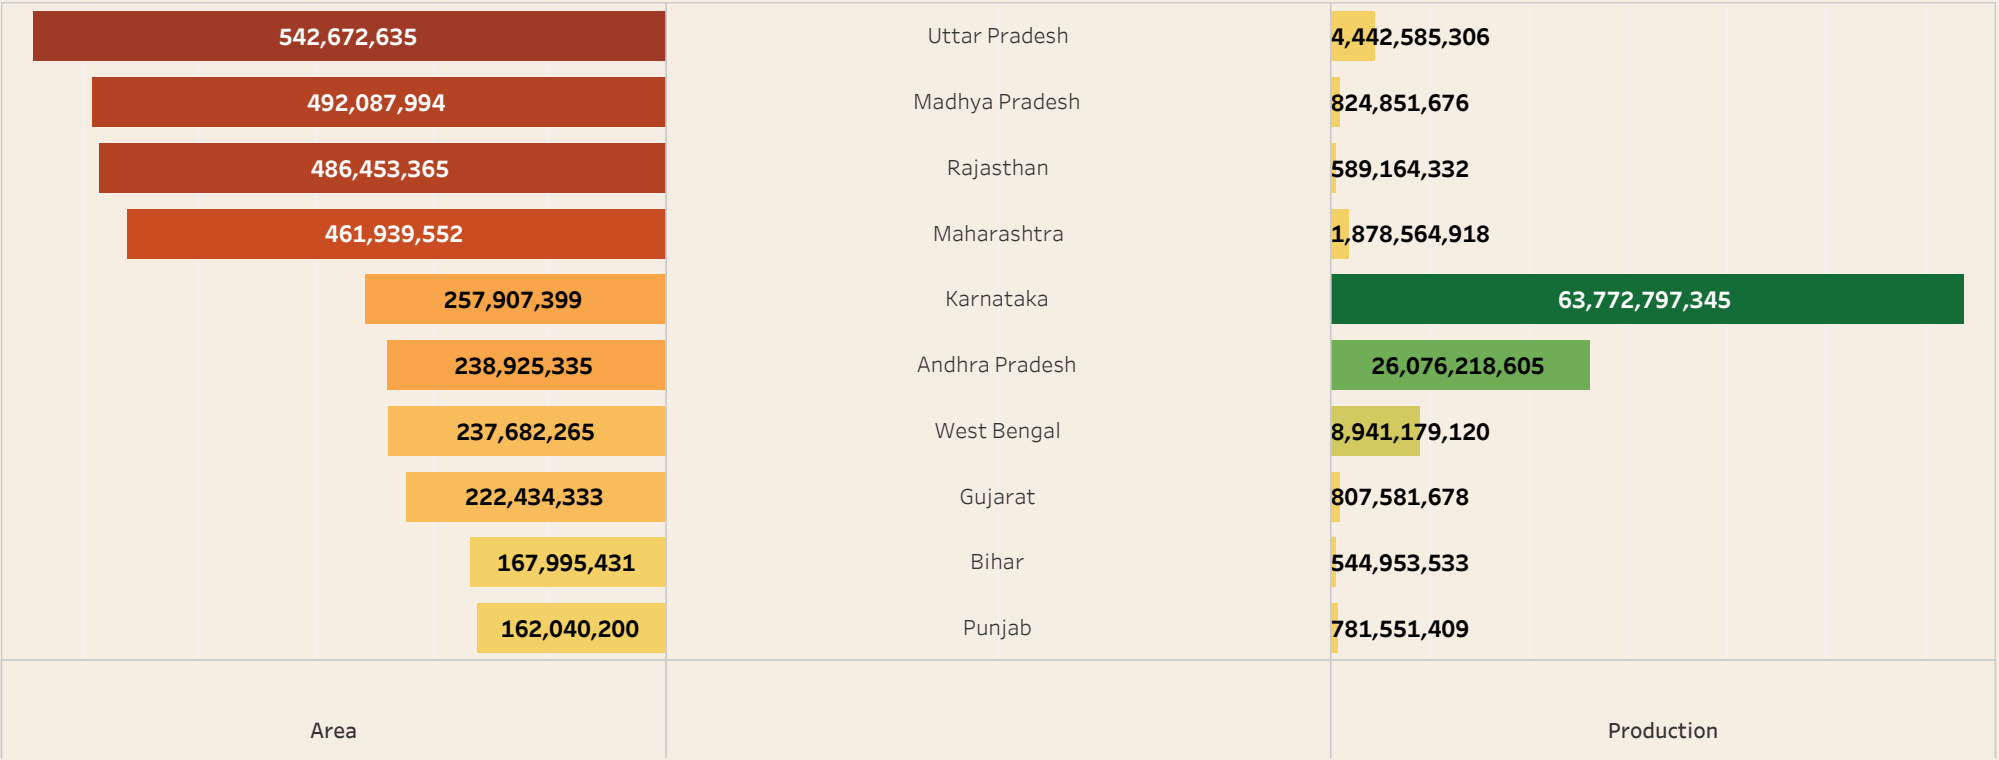 542,672,635 Uttar Pradesh 4,442,585,306
492,087,994 Madhya Pradesh 824,851,676
486,453,365 Rajasthan 589,164,332
461,939,552 Maharashtra 1,878,564,918
257,907,399 Karnataka 63,772,797,345
238,925,335 Andhra Pradesh 26,076,218,605
237,682,265 West Bengal 8,941,179,120
222,434,333 Gujarat 807,581,678
167,995,431 Bihar 544,953,533
162,040,200 Punjab 781,551,409
Area Production